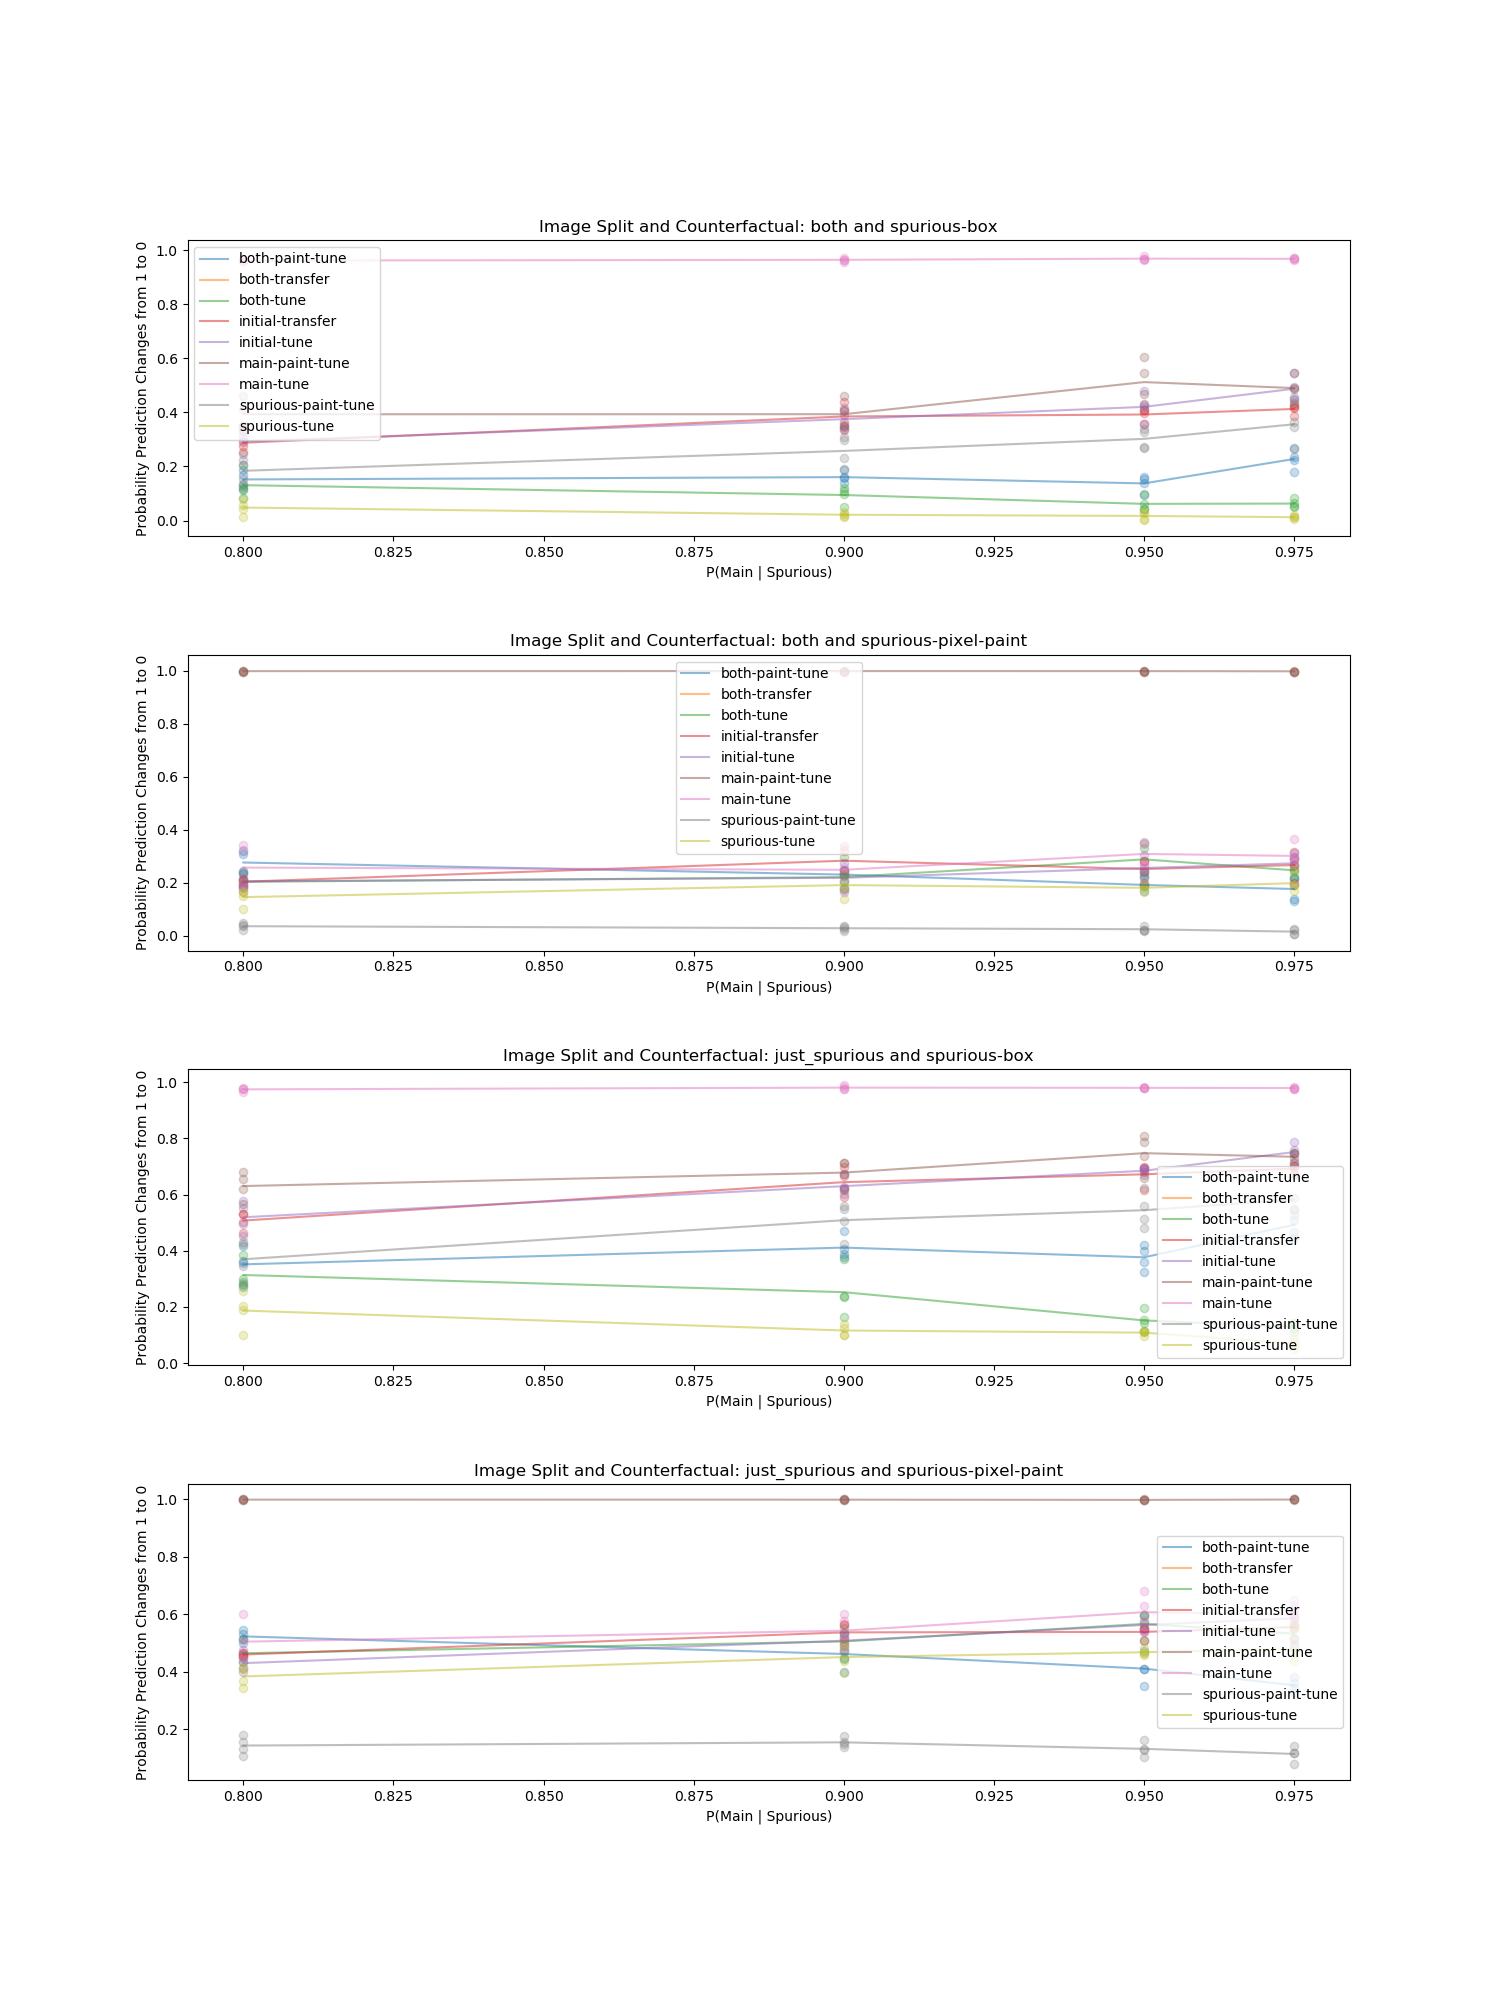 Image Split and Counterfactual: both and spurious-box
Probability Prediction Changes from 1 to 0
1.0
0.8
0.6
0.4
0.2
0.0
both-paint-tune
both-transfer
both-tune
initial-transfer
initial-tune
main-paint-tune
main-tune
spurious-paint-tune
spurious-tune
0.800 0.825 0.850 0.875 0.900 0.925 0.950 0.975
P(Main | Spurious)
Image Split and Counterfactual: both and spurious-pixel-paint
Probability Prediction Changes from 1 to 0
1.0
0.8
0.6
0.4
0.2
0.0
both-paint-tune
both-transfer
both-tune
initial-transfer
initial-tune
main-paint-tune
main-tune
spurious-paint-tune
spurious-tune
0.800 0.825 0.850 0.875 0.900 0.925 0.950 0.975
P(Main | Spurious)
Image Split and Counterfactual: just_spurious and spurious-box
Probability Prediction Changes from 1 to 0
1.0
0.8
0.6
0.4
0.2
0.0
both-paint-tune
both-transfer
both-tune
initial-transfer
initial-tune
main-paint-tune
main-tune
spurious-paint-tune
spurious-tune
0.800 0.825 0.850 0.875 0.900 0.925 0.950 0.975
P(Main | Spurious)
Image Split and Counterfactual: just_spurious and spurious-pixel-paint
Probability Prediction Changes from 1 to 0
1.0
0.8
0.6
0.4
0.2
both-paint-tune
both-transfer
both-tune
initial-transfer
initial-tune
main-paint-tune
main-tune
spurious-paint-tune
spurious-tune
0.800 0.825 0.850 0.875 0.900 0.925 0.950 0.975
P(Main | Spurious)